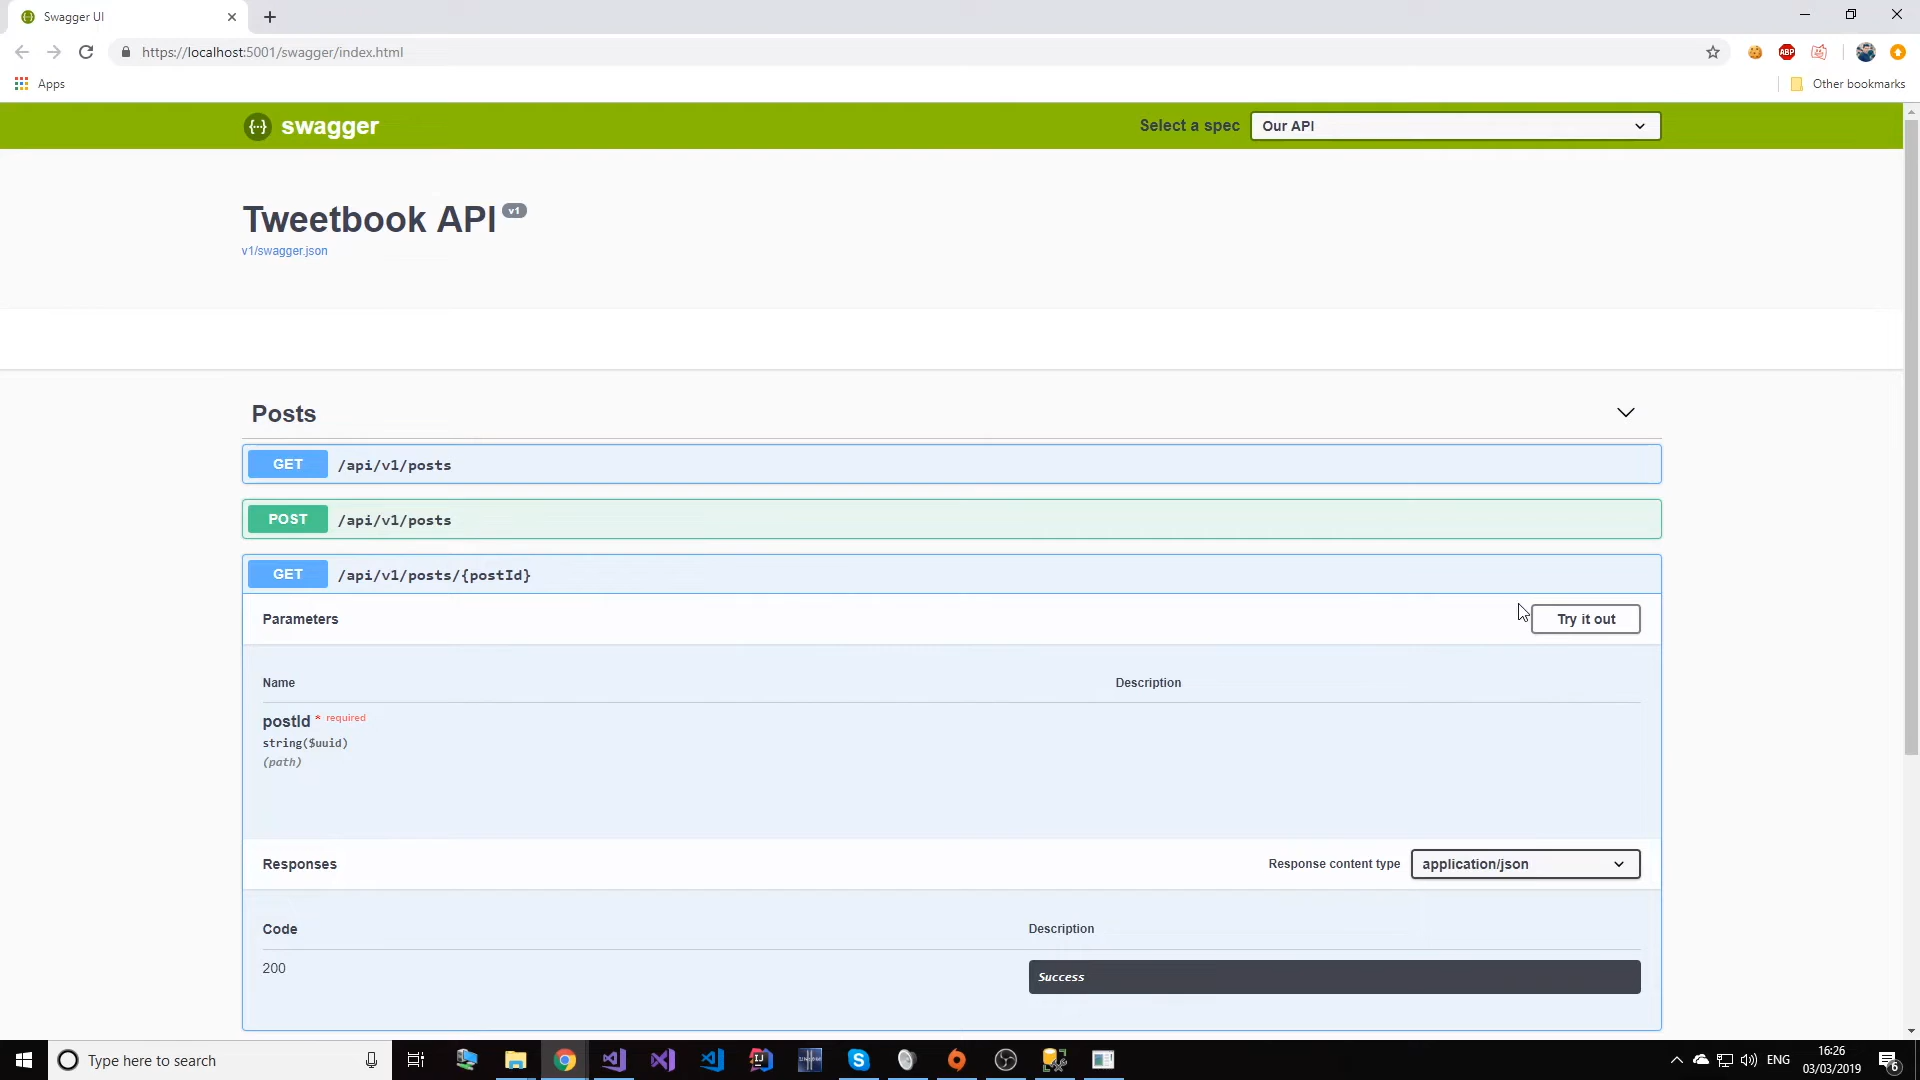 Swagger UI
https://localhost:5001/swagger/index.html
ABP
Apps
Other bookmarks
{··} swagger
Select a spec
Our API
Tweetbook API v1
v1/swagger.json
Posts
GET /api/v1/posts
POST /api/v1/posts
GET /api/v1/posts/{postId}
Parameters
Try it out
Name
Description
postId * required
string($uuid)
(path)
Responses
Response content type
application/json
Code
Description
200
Success
Type here to search
ENG
16:26
03/03/2019
6